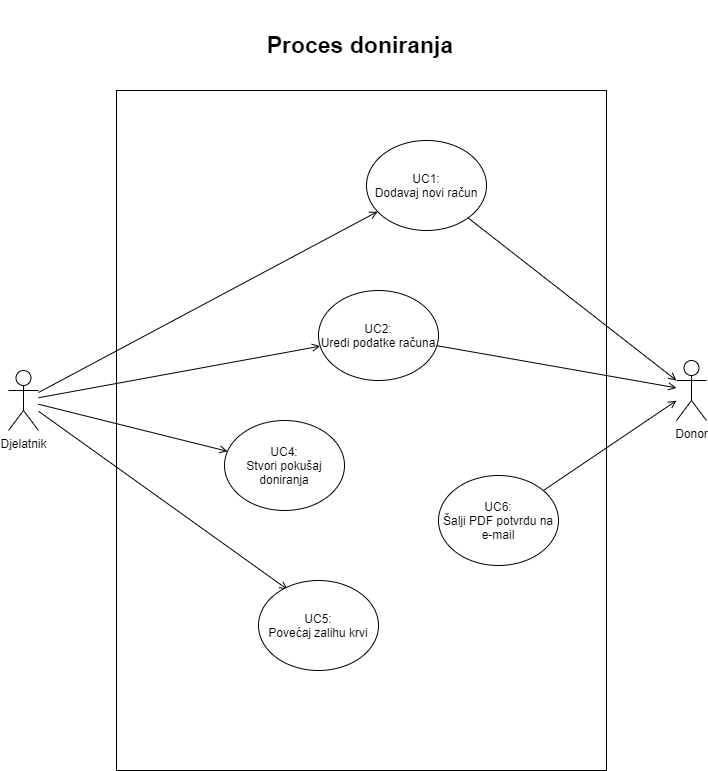 Proces doniranja
UC1:
Dodavaj novi račun
UC2:
Uredi podatke računa
Djelatnik
Donor
UC4:
Stvori pokušaj
doniranja
UC6:
Šalji PDF potvrdu na
e-mail
UC5:
Povećaj zalihu krvi